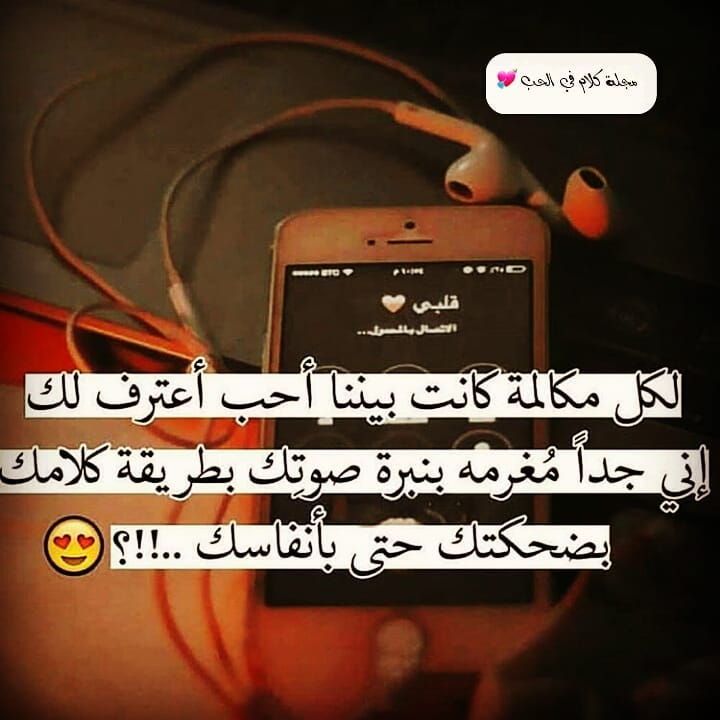 مجلة كلام في الحب 💘
قلبي 🤍
الاتصال بالمحمول...
لكل مكالمة كانت بيننا أحب أعترف لك
إني جداً مُغرمه بنبرة صوتِك بطريقة كلامك
بضحكتك حتى بأنفاسك ..!!؟ 😍